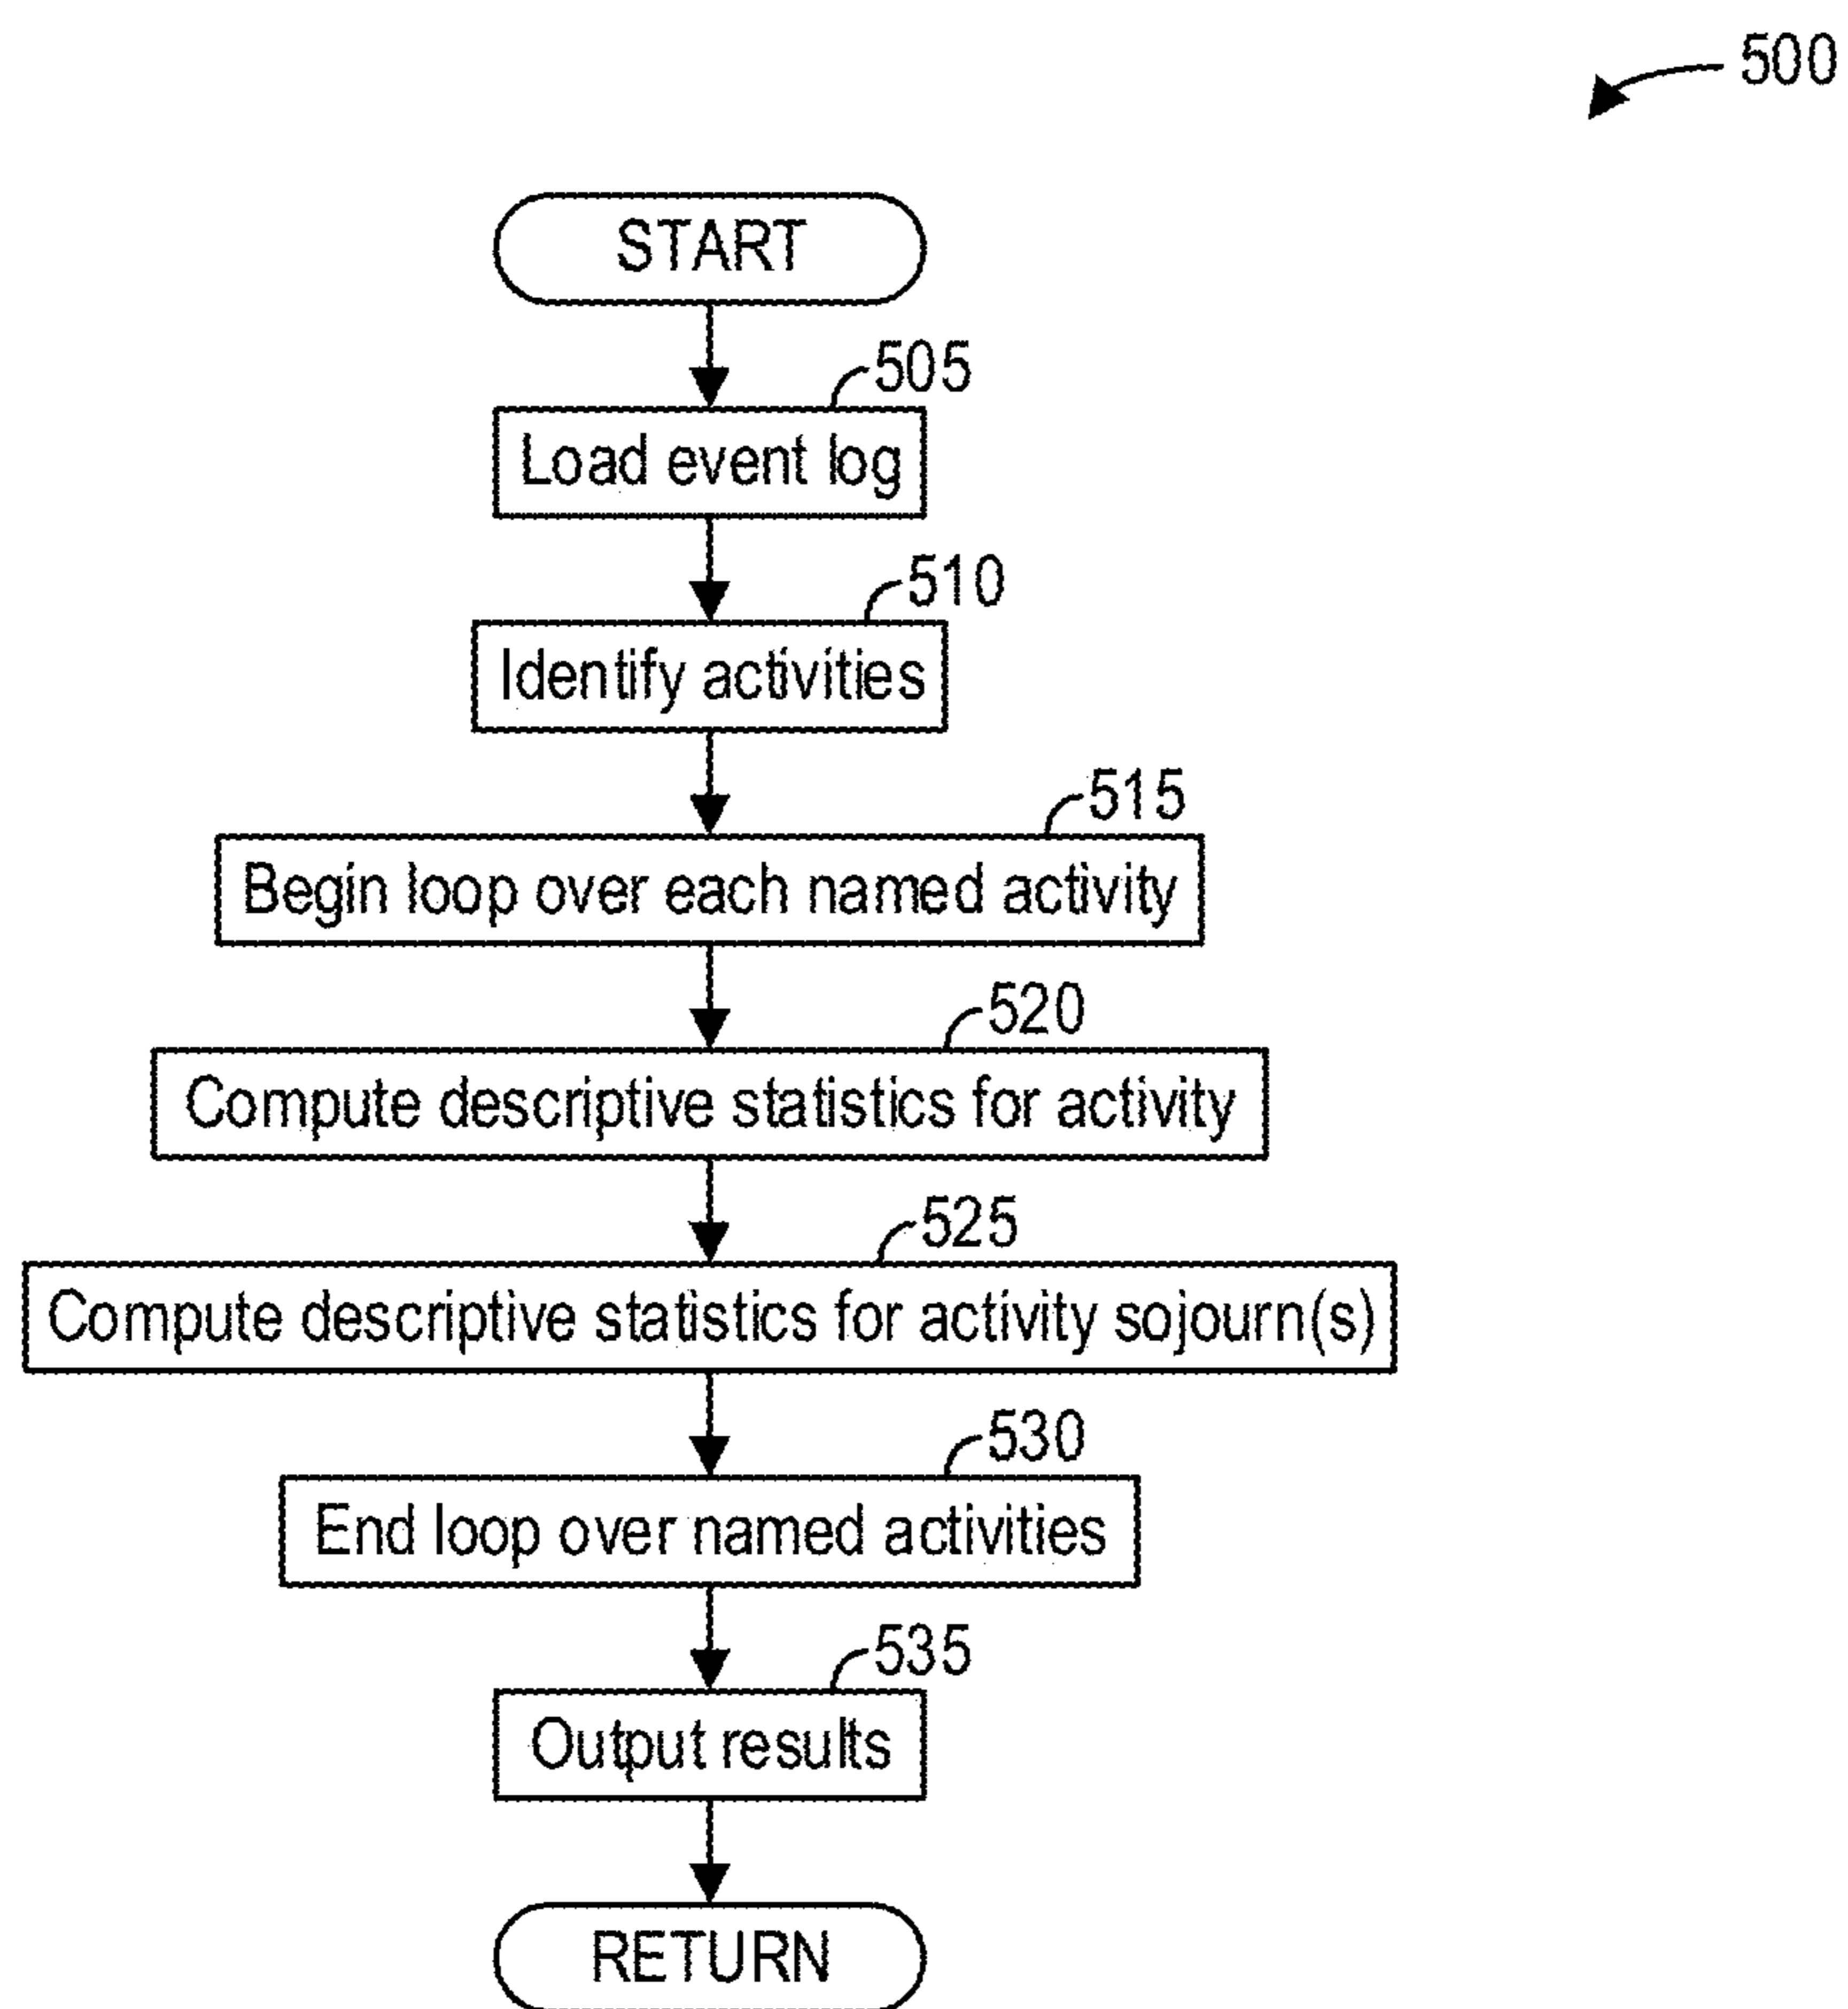 500
START
505
Load event log
510
Identify activities
515
Begin loop over each named activity
520
Compute descriptive statistics for activity
525
Compute descriptive statistics for activity sojourn(s)
530
End loop over named activities
535
Output results
RETURN